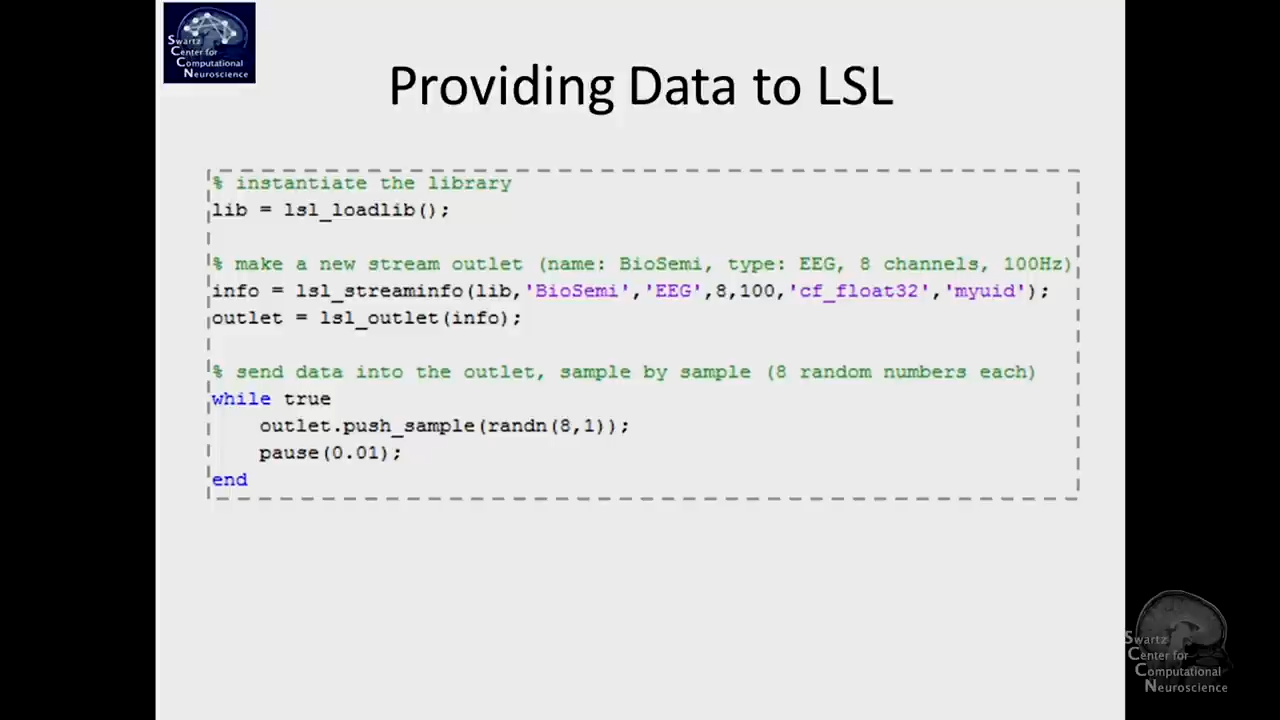 Swartz
Center for
Computational
Neuroscience
Providing Data to LSL
% instantiate the library
lib = lsl_loadlib();
% make a new stream outlet (name: BioSemi, type: EEG, 8 channels, 100Hz)
info = lsl_streaminfo(lib,'BioSemi','EEG',8,100,'cf_float32','myuid');
outlet = lsl_outlet(info);
% send data into the outlet, sample by sample (8 random numbers each)
while true
    outlet.push_sample(randn(8,1));
    pause(0.01);
end
Swartz
Center for
Computational
Neuroscience